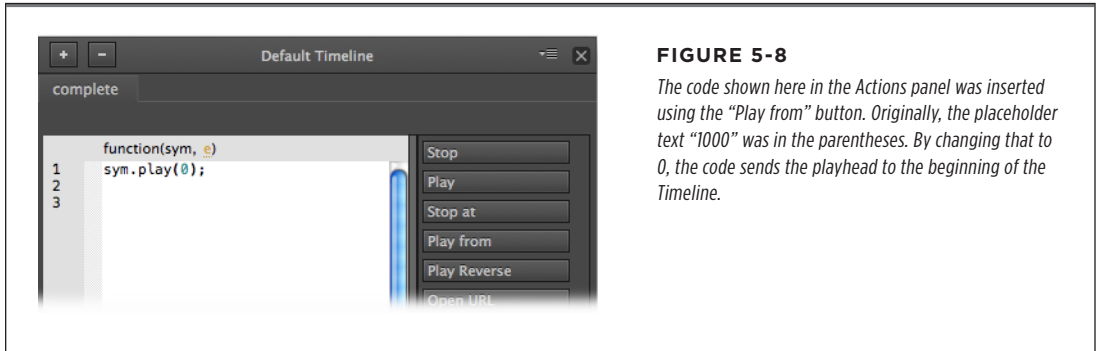 + - Default Timeline
complete
function(sym, e)
1 sym.play(0);
2
3
Stop
Play
Stop at
Play from
Play Reverse
Open URL
FIGURE 5-8
The code shown here in the Actions panel was inserted
using the “Play from” button. Originally, the placeholder
text “1000” was in the parentheses. By changing that to
0, the code sends the playhead to the beginning of the
Timeline.